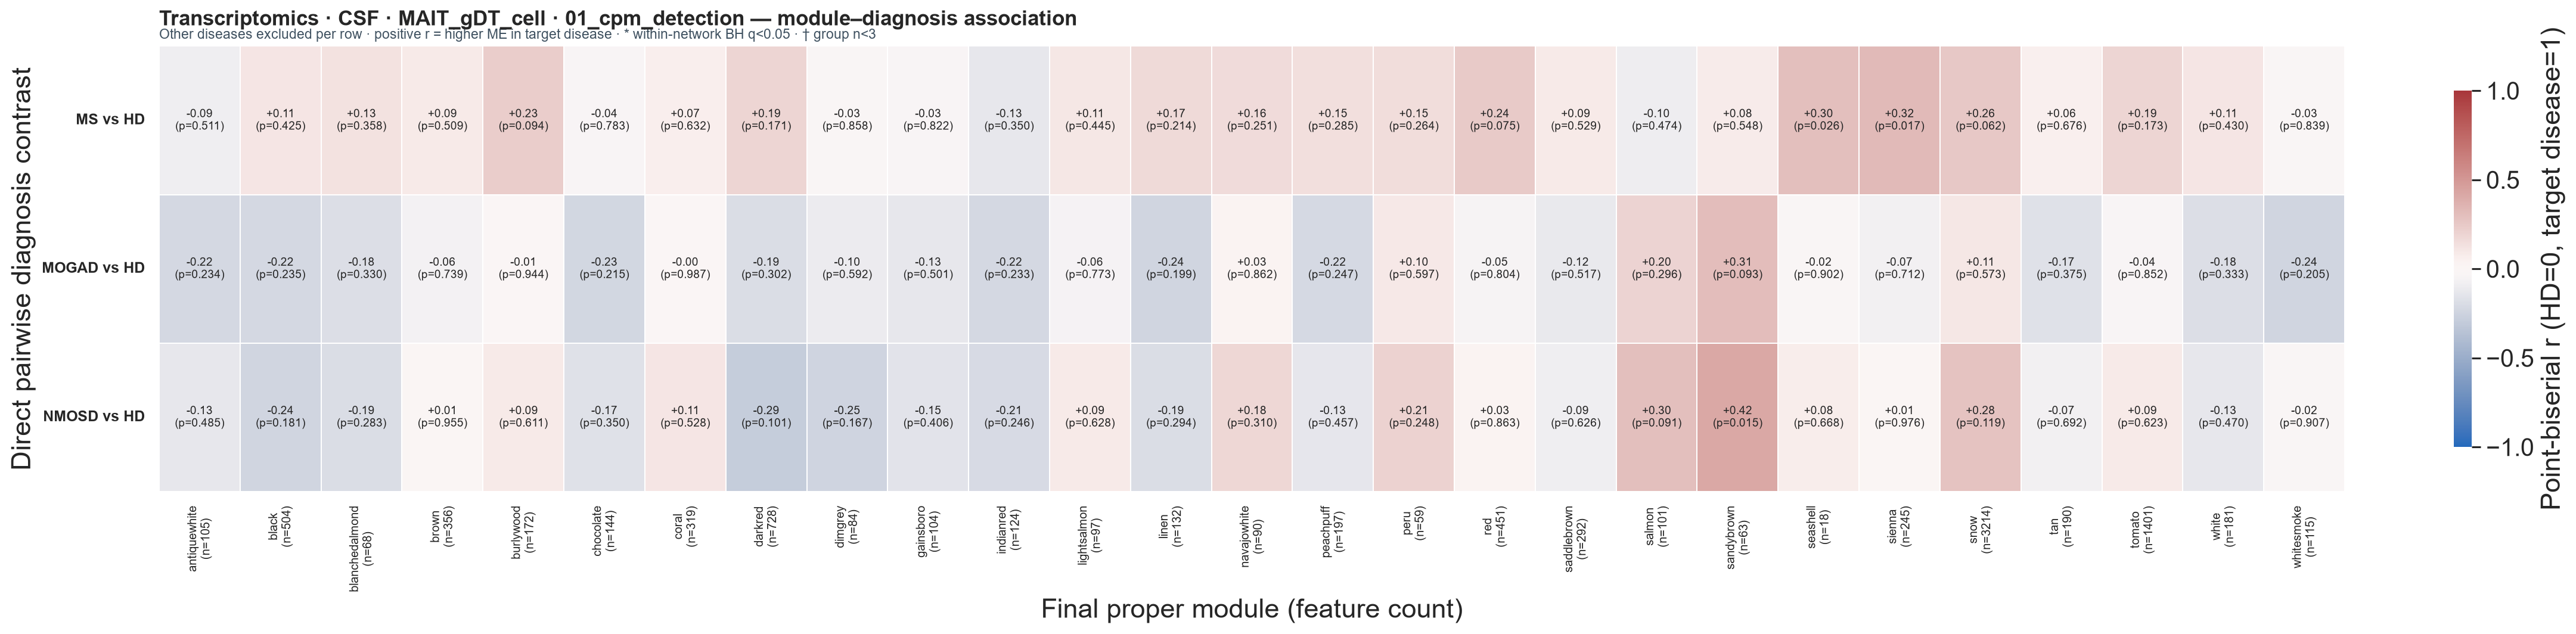 Transcriptomics · CSF · MAIT_gDT_cell · 01_cpm_detection — module–diagnosis association
Other diseases excluded per row · positive r = higher ME in target disease · * within-network BH q<0.05 · † group n<3
Direct pairwise diagnosis contrast
MS vs HD
-0.09 (p=0.511)
+0.11 (p=0.425)
+0.13 (p=0.358)
+0.09 (p=0.509)
+0.23 (p=0.094)
-0.04 (p=0.783)
+0.07 (p=0.632)
+0.19 (p=0.171)
-0.03 (p=0.858)
-0.03 (p=0.822)
-0.13 (p=0.350)
+0.11 (p=0.445)
+0.17 (p=0.214)
+0.16 (p=0.251)
+0.15 (p=0.285)
+0.15 (p=0.264)
+0.24 (p=0.075)
+0.09 (p=0.529)
-0.10 (p=0.474)
+0.08 (p=0.548)
+0.30 (p=0.026)
+0.32 (p=0.017)
+0.26 (p=0.062)
+0.06 (p=0.676)
+0.19 (p=0.173)
+0.11 (p=0.430)
-0.03 (p=0.839)
MOGAD vs HD
-0.22 (p=0.234)
-0.22 (p=0.235)
-0.18 (p=0.330)
-0.06 (p=0.739)
-0.01 (p=0.944)
-0.23 (p=0.215)
-0.00 (p=0.987)
-0.19 (p=0.302)
-0.10 (p=0.592)
-0.13 (p=0.501)
-0.22 (p=0.233)
-0.06 (p=0.773)
-0.24 (p=0.199)
+0.03 (p=0.862)
-0.22 (p=0.247)
+0.10 (p=0.597)
-0.05 (p=0.804)
-0.12 (p=0.517)
+0.20 (p=0.296)
+0.31 (p=0.093)
-0.02 (p=0.902)
-0.07 (p=0.712)
+0.11 (p=0.573)
-0.17 (p=0.375)
-0.04 (p=0.852)
-0.18 (p=0.333)
-0.24 (p=0.205)
NMOSD vs HD
-0.13 (p=0.485)
-0.24 (p=0.181)
-0.19 (p=0.283)
+0.01 (p=0.955)
+0.09 (p=0.611)
-0.17 (p=0.350)
+0.11 (p=0.528)
-0.29 (p=0.101)
-0.25 (p=0.167)
-0.15 (p=0.406)
-0.21 (p=0.246)
+0.09 (p=0.628)
-0.19 (p=0.294)
+0.18 (p=0.310)
-0.13 (p=0.457)
+0.21 (p=0.248)
+0.03 (p=0.863)
-0.09 (p=0.626)
+0.30 (p=0.091)
+0.42 (p=0.015)
+0.08 (p=0.668)
+0.01 (p=0.976)
+0.28 (p=0.119)
-0.07 (p=0.692)
+0.09 (p=0.623)
-0.13 (p=0.470)
-0.02 (p=0.907)
antiquewhite (n=105)
black (n=504)
blanchedalmond (n=68)
brown (n=356)
burlywood (n=172)
chocolate (n=144)
coral (n=319)
darkred (n=728)
dimgrey (n=84)
gainsboro (n=104)
indianred (n=124)
lightsalmon (n=97)
linen (n=132)
navajowhite (n=90)
peachpuff (n=197)
peru (n=59)
red (n=451)
saddlebrown (n=292)
salmon (n=101)
sandybrown (n=63)
seashell (n=18)
sienna (n=245)
snow (n=3214)
tan (n=190)
tomato (n=1401)
white (n=181)
whitesmoke (n=115)
Final proper module (feature count)
1.0
0.5
0.0
−0.5
−1.0
Point-biserial r (HD=0, target disease=1)